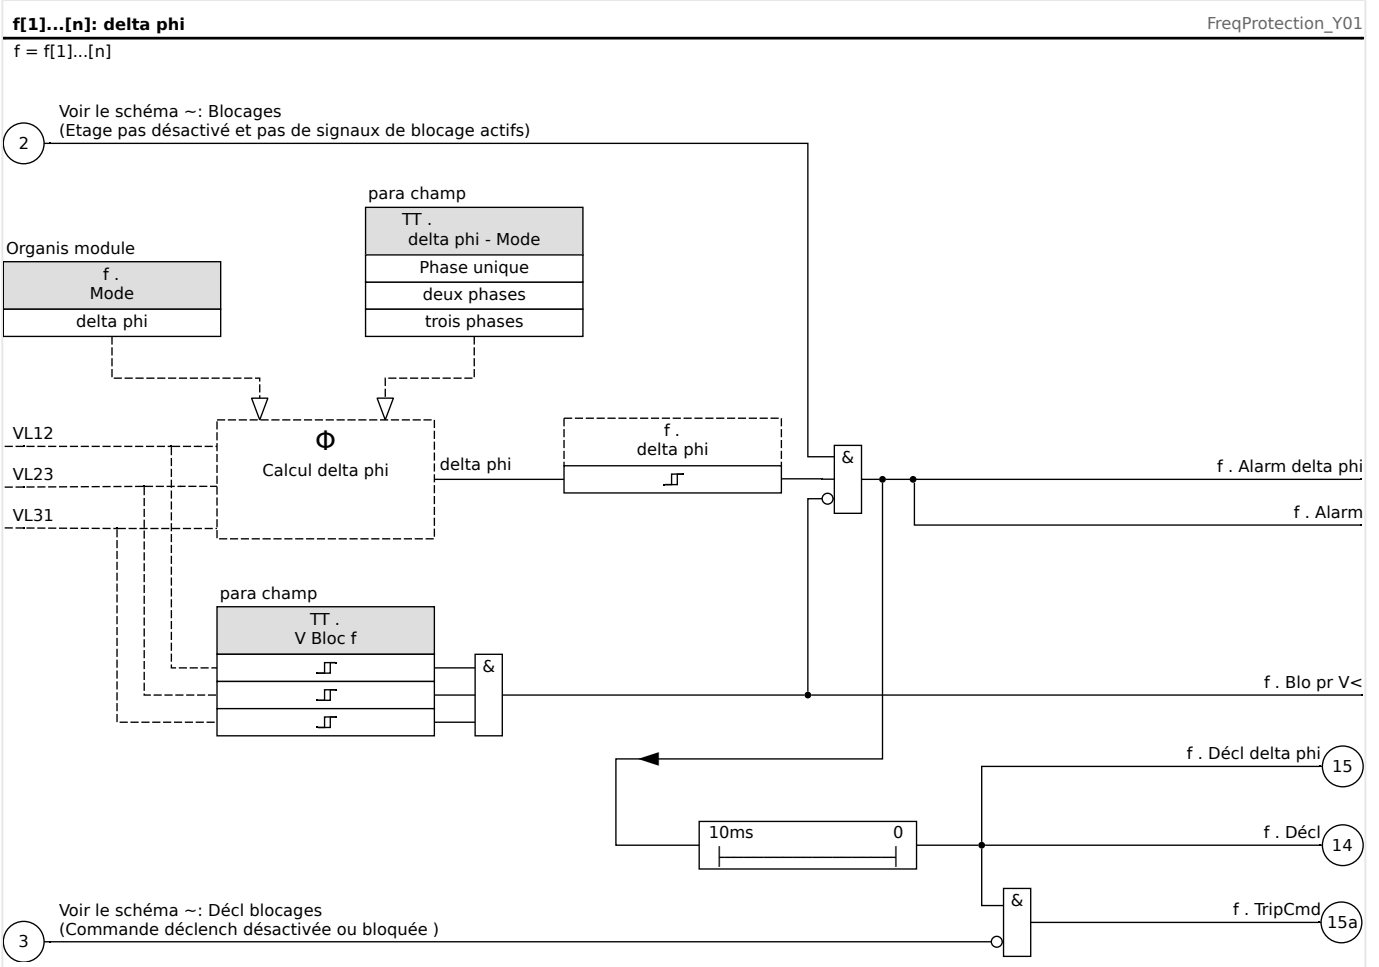 f[1]...[n]: delta phi
FreqProtection_Y01
f = f[1]...[n]
Voir le schéma ~: Blocages
(Etage pas désactivé et pas de signaux de blocage actifs)
2
para champ
TT .
delta phi - Mode
Phase unique
deux phases
trois phases
Organis module
f .
Mode
delta phi
VL12
VL23
VL31
Φ
Calcul delta phi
delta phi
f .
delta phi
&
f . Alarm delta phi
f . Alarm
para champ
TT .
V Bloc f
&
f . Blo pr V<
f . Décl delta phi
15
10ms 0
f . Décl
14
Voir le schéma ~: Décl blocages
(Commande déclench désactivée ou bloquée )
3
&
f . TripCmd
15a